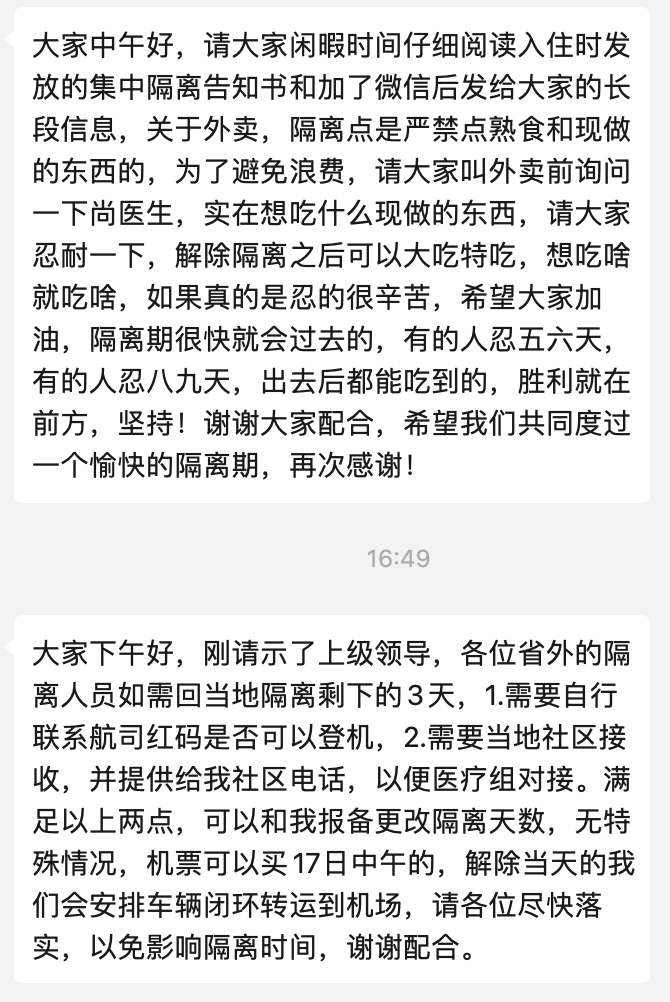 大家中午好，请大家闲暇时间仔细阅读入住时发
放的集中隔离告知书和加了微信后发给大家的长
段信息，关于外卖，隔离点是严禁点熟食和现做
的东西的，为了避免浪费，请大家叫外卖前询问
一下尚医生，实在想吃什么现做的东西，请大家
忍耐一下，解除隔离之后可以大吃特吃，想吃啥
就吃啥，如果真的是忍的很辛苦，希望大家加
油，隔离期很快就会过去的，有的人忍五六天，
有的人忍八九天，出去后都能吃到的，胜利就在
前方，坚持！谢谢大家配合，希望我们共同度过
一个愉快的隔离期，再次感谢！
16:49
大家下午好，刚请示了上级领导，各位省外的隔
离人员如需回当地隔离剩下的3天，1.需要自行
联系航司红码是否可以登机，2.需要当地社区接
收，并提供给我社区电话，以便医疗组对接。满
足以上两点，可以和我报备更改隔离天数，无特
殊情况，机票可以买17日中午的，解除当天的我
们会安排车辆闭环转运到机场，请各位尽快落
实，以免影响隔离时间，谢谢配合。